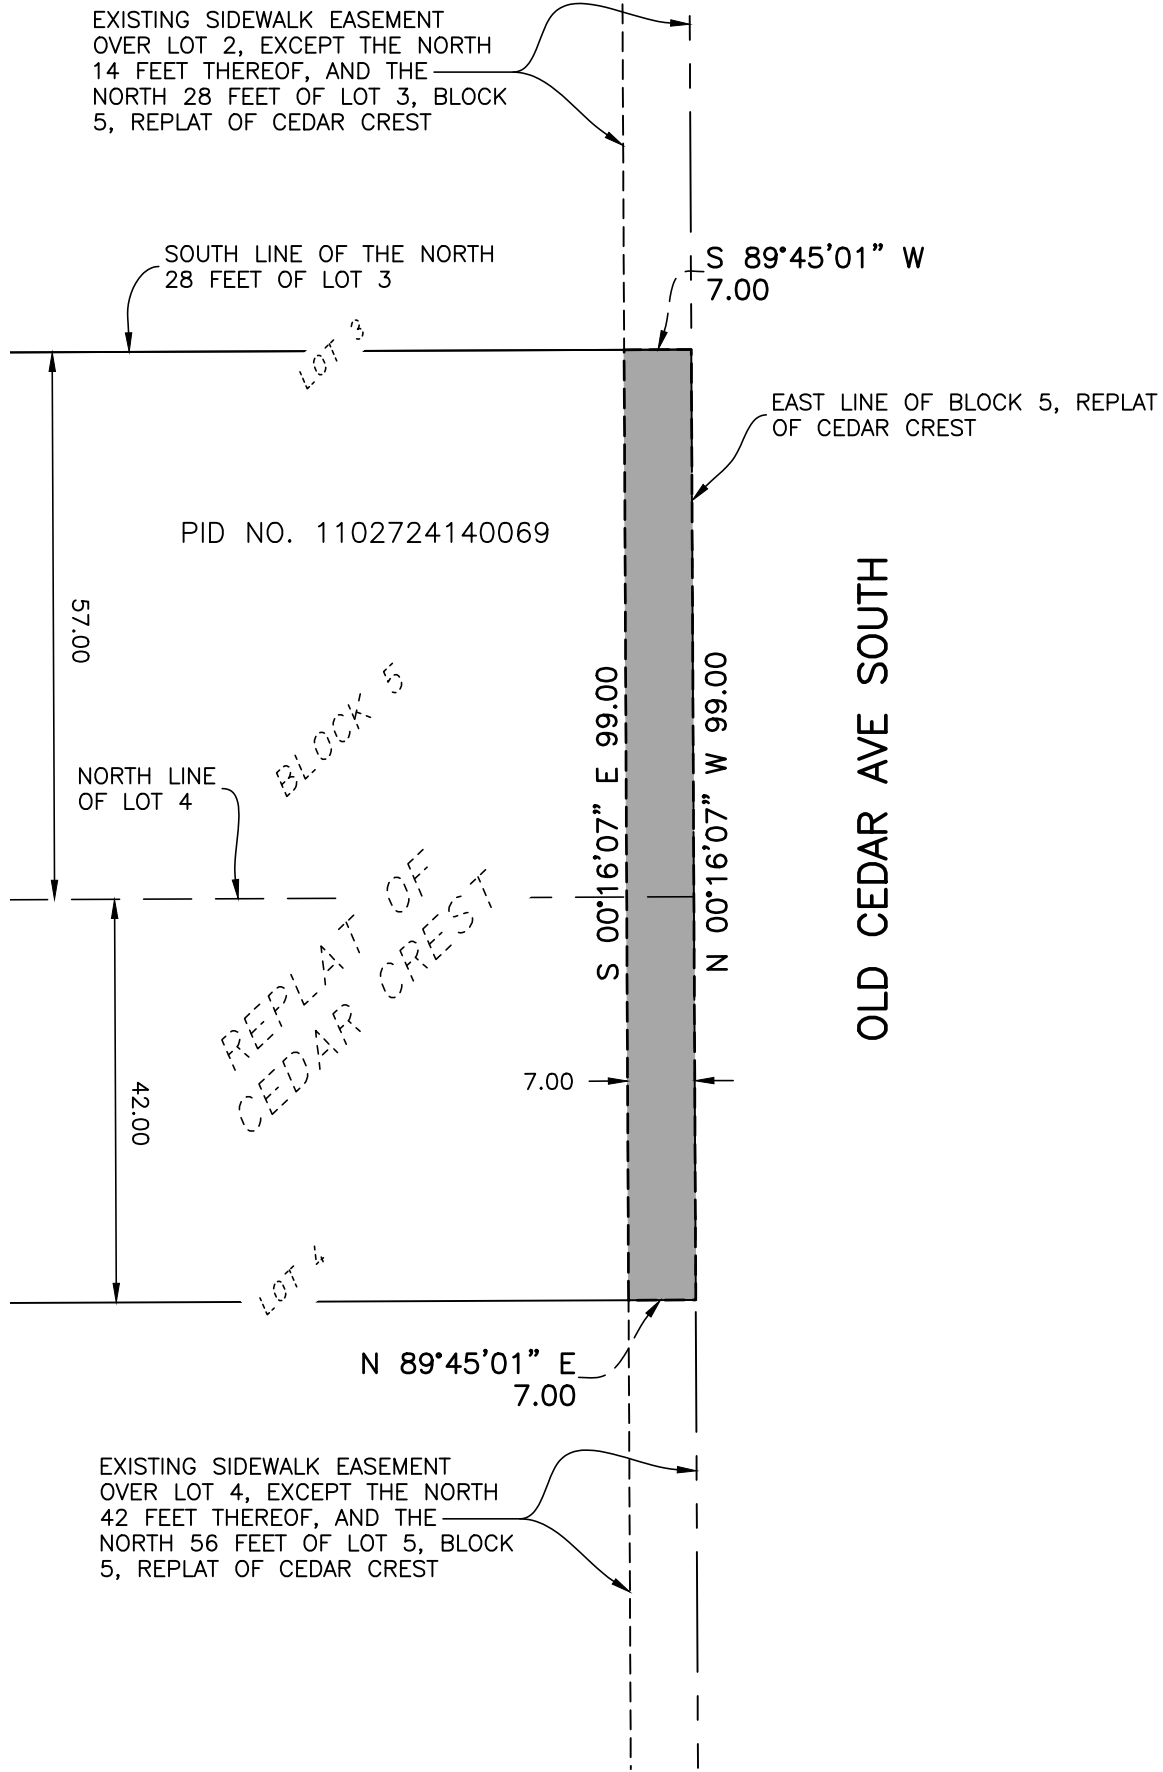 EXISTING SIDEWALK EASEMENT
OVER LOT 2, EXCEPT THE NORTH
14 FEET THEREOF, AND THE
NORTH 28 FEET OF LOT 3, BLOCK
5, REPLAT OF CEDAR CREST
SOUTH LINE OF THE NORTH
28 FEET OF LOT 3
S 89°45'01" W
7.00
LOT 3
EAST LINE OF BLOCK 5, REPLAT
OF CEDAR CREST
PID NO. 1102724140069
57.00
BLOCK 5
NORTH LINE
OF LOT 4
S 00°16'07" E 99.00
N 00°16'07" W 99.00
OLD CEDAR AVE SOUTH
REPLAT OF
CEDAR CREST
7.00
42.00
LOT 4
N 89°45'01" E
7.00
EXISTING SIDEWALK EASEMENT
OVER LOT 4, EXCEPT THE NORTH
42 FEET THEREOF, AND THE
NORTH 56 FEET OF LOT 5, BLOCK
5, REPLAT OF CEDAR CREST